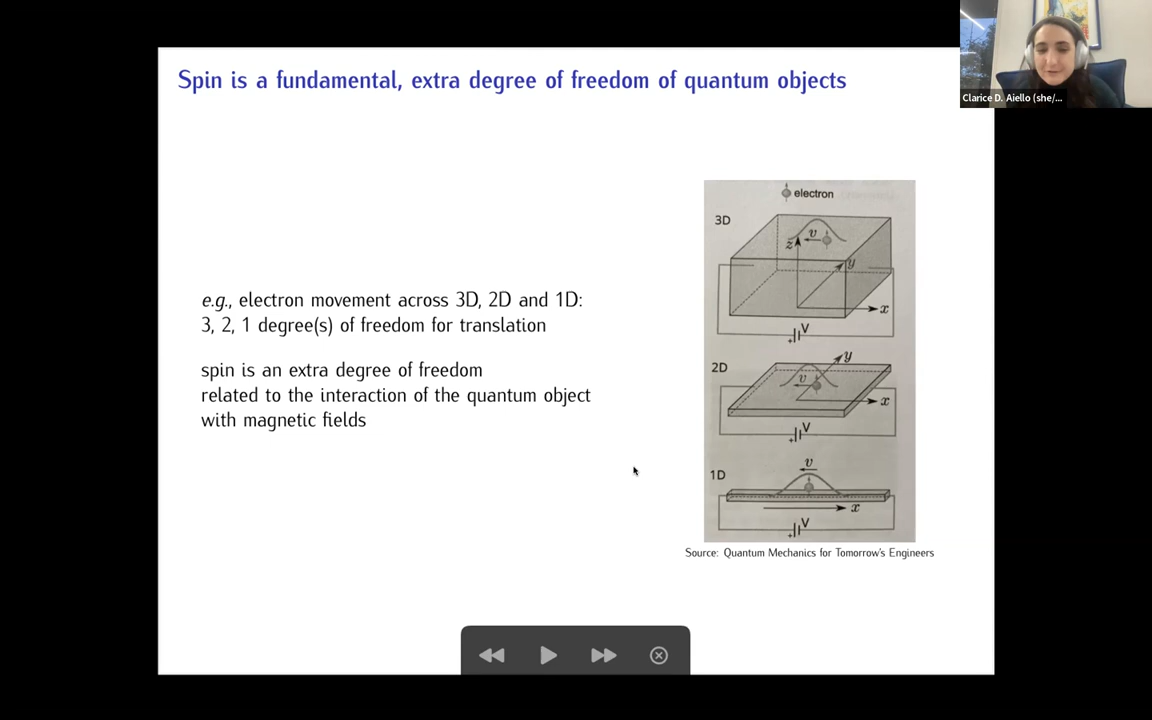 Spin is a fundamental, extra degree of freedom of quantum objects
Clarice D. Aiello (she/...
e.g., electron movement across 3D, 2D and 1D:
3, 2, 1 degree(s) of freedom for translation
spin is an extra degree of freedom
related to the interaction of the quantum object
with magnetic fields
electron
3D
v
z
y
x
V
+
2D
y
v
x
V
+
1D
v
x
V
+
Source: Quantum Mechanics for Tomorrow's Engineers